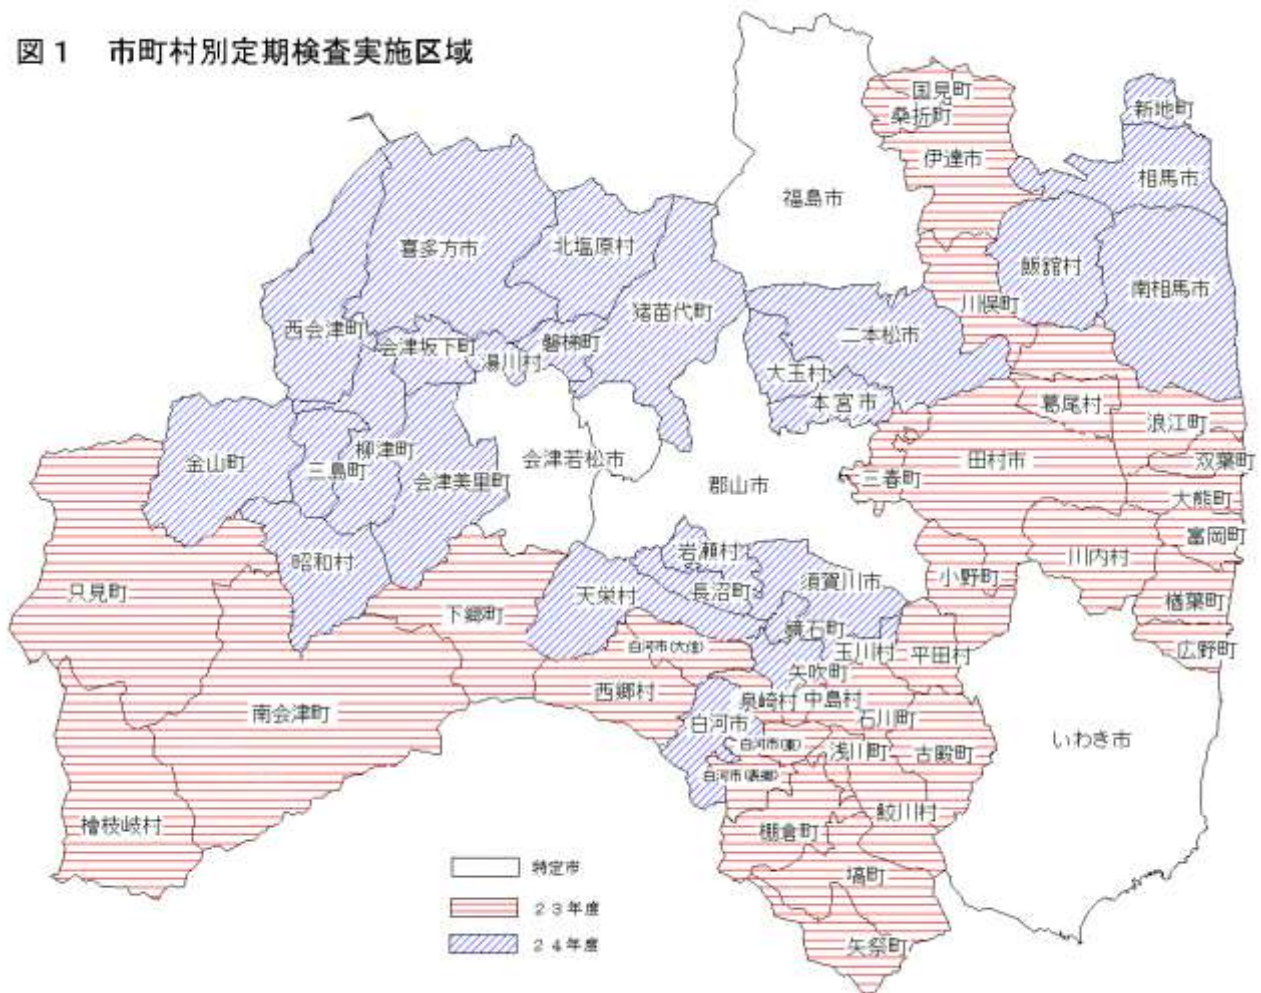 図1 市町村別定期検査実施区域
国見町
桑折町
新地町
伊達市
相馬市
福島市
喜多方市
北塩原村
飯舘村
南相馬市
川俣町
猪苗代町
西会津町
二本松市
会津坂下町
磐梯町
湯川村
大玉村
本宮市
葛尾村
浪江町
柳津町
会津若松市
金山町
三島町
会津美里町
田村市
双葉町
三春町
郡山市
大熊町
富岡町
岩瀬村
昭和村
川内村
小野町
須賀川市
只見町
天栄村
長沼町
楢葉町
下郷町
鏡石町
玉川村
平田村
広野町
白河市(大信)
矢吹町
西郷村
泉崎村
中島村
南会津町
白河市
石川町
いわき市
白河市(東)
浅川町
古殿町
白河市(表郷)
鮫川村
檜枝岐村
棚倉町
塙町
矢祭町
特定市
23年度
24年度